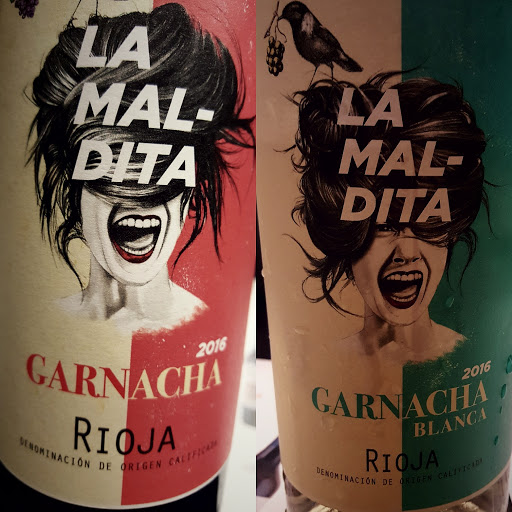 LA
MAL-
DITA
2016
GARNACHA
RIOJA
DENOMINACIÓN DE ORIGEN CALIFICADA
LA
MAL-
DITA
2016
GARNACHA
BLANCA
RIOJA
DENOMINACIÓN DE ORIGEN CALIFICADA